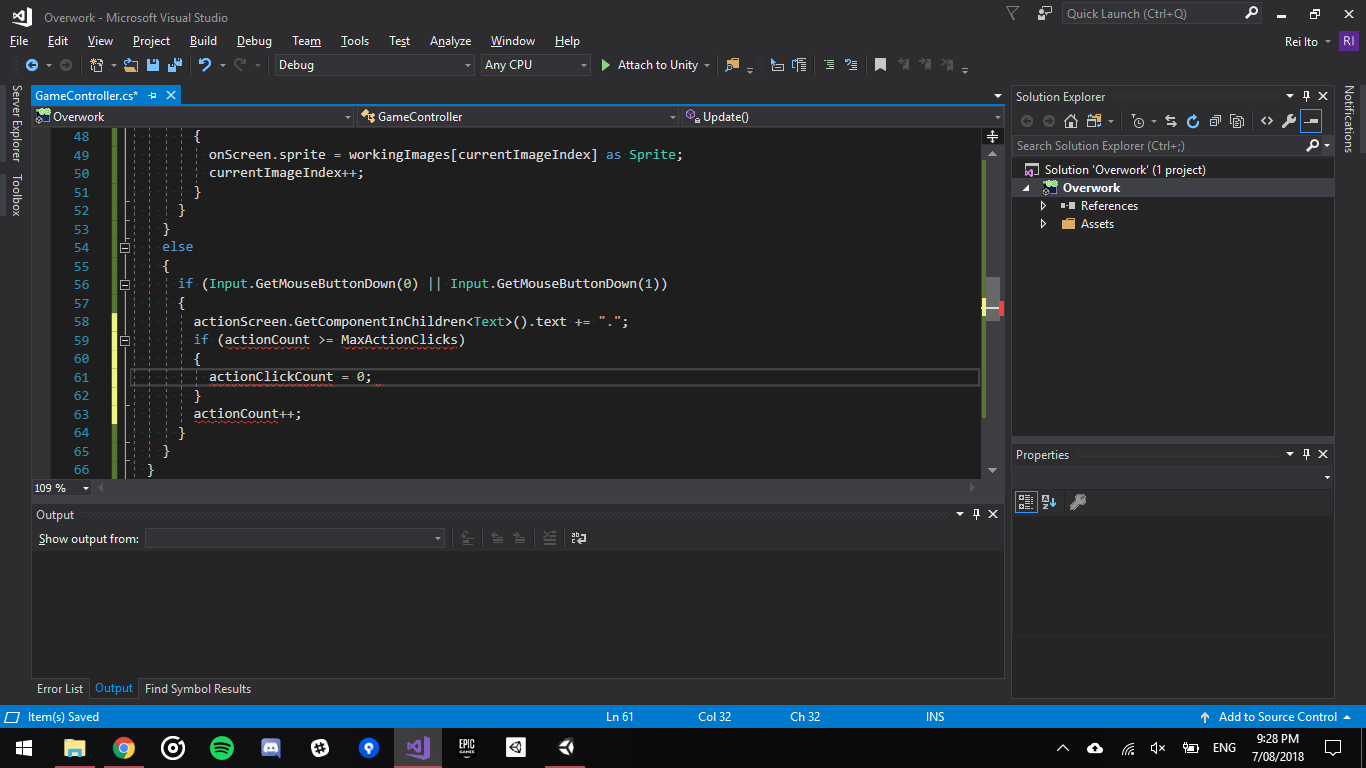 Overwork - Microsoft Visual Studio
Quick Launch (Ctrl+Q)
File Edit View Project Build Debug Team Tools Test Analyze Window Help
Rei Ito RI
Debug Any CPU Attach to Unity
Server Explorer
Toolbox
GameController.cs*
Overwork GameController Update()
48 {
49 onScreen.sprite = workingImages[currentImageIndex] as Sprite;
50 currentImageIndex++;
51 }
52 }
53 }
54 else
55 {
56 if (Input.GetMouseButtonDown(0) || Input.GetMouseButtonDown(1))
57 {
58 actionScreen.GetComponentInChildren<Text>().text += ".";
59 if (actionCount >= MaxActionClicks)
60 {
61 actionClickCount = 0;
62 }
63 actionCount++;
64 }
65 }
66 }
109 %
Output
Show output from:
Error List Output Find Symbol Results
Solution Explorer
Search Solution Explorer (Ctrl+;)
Solution 'Overwork' (1 project)
Overwork
References
Assets
Properties
Notifications
Item(s) Saved Ln 61 Col 32 Ch 32 INS Add to Source Control
EPIC GAMES
ENG
9:28 PM
7/08/2018